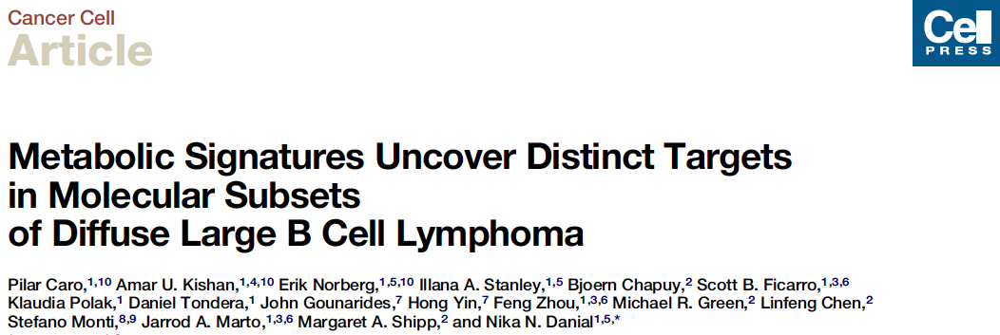 Cancer Cell
Article
Cell
PRESS
Metabolic Signatures Uncover Distinct Targets
in Molecular Subsets
of Diffuse Large B Cell Lymphoma
Pilar Caro,1,10 Amar U. Kishan,1,4,10 Erik Norberg,1,5,10 Illana A. Stanley,1,5 Bjoern Chapuy,2 Scott B. Ficarro,1,3,6
Klaudia Polak,1 Daniel Tondera,1 John Gounarides,7 Hong Yin,7 Feng Zhou,1,3,6 Michael R. Green,2 Linfeng Chen,2
Stefano Monti,8,9 Jarrod A. Marto,1,3,6 Margaret A. Shipp,2 and Nika N. Danial1,5,*